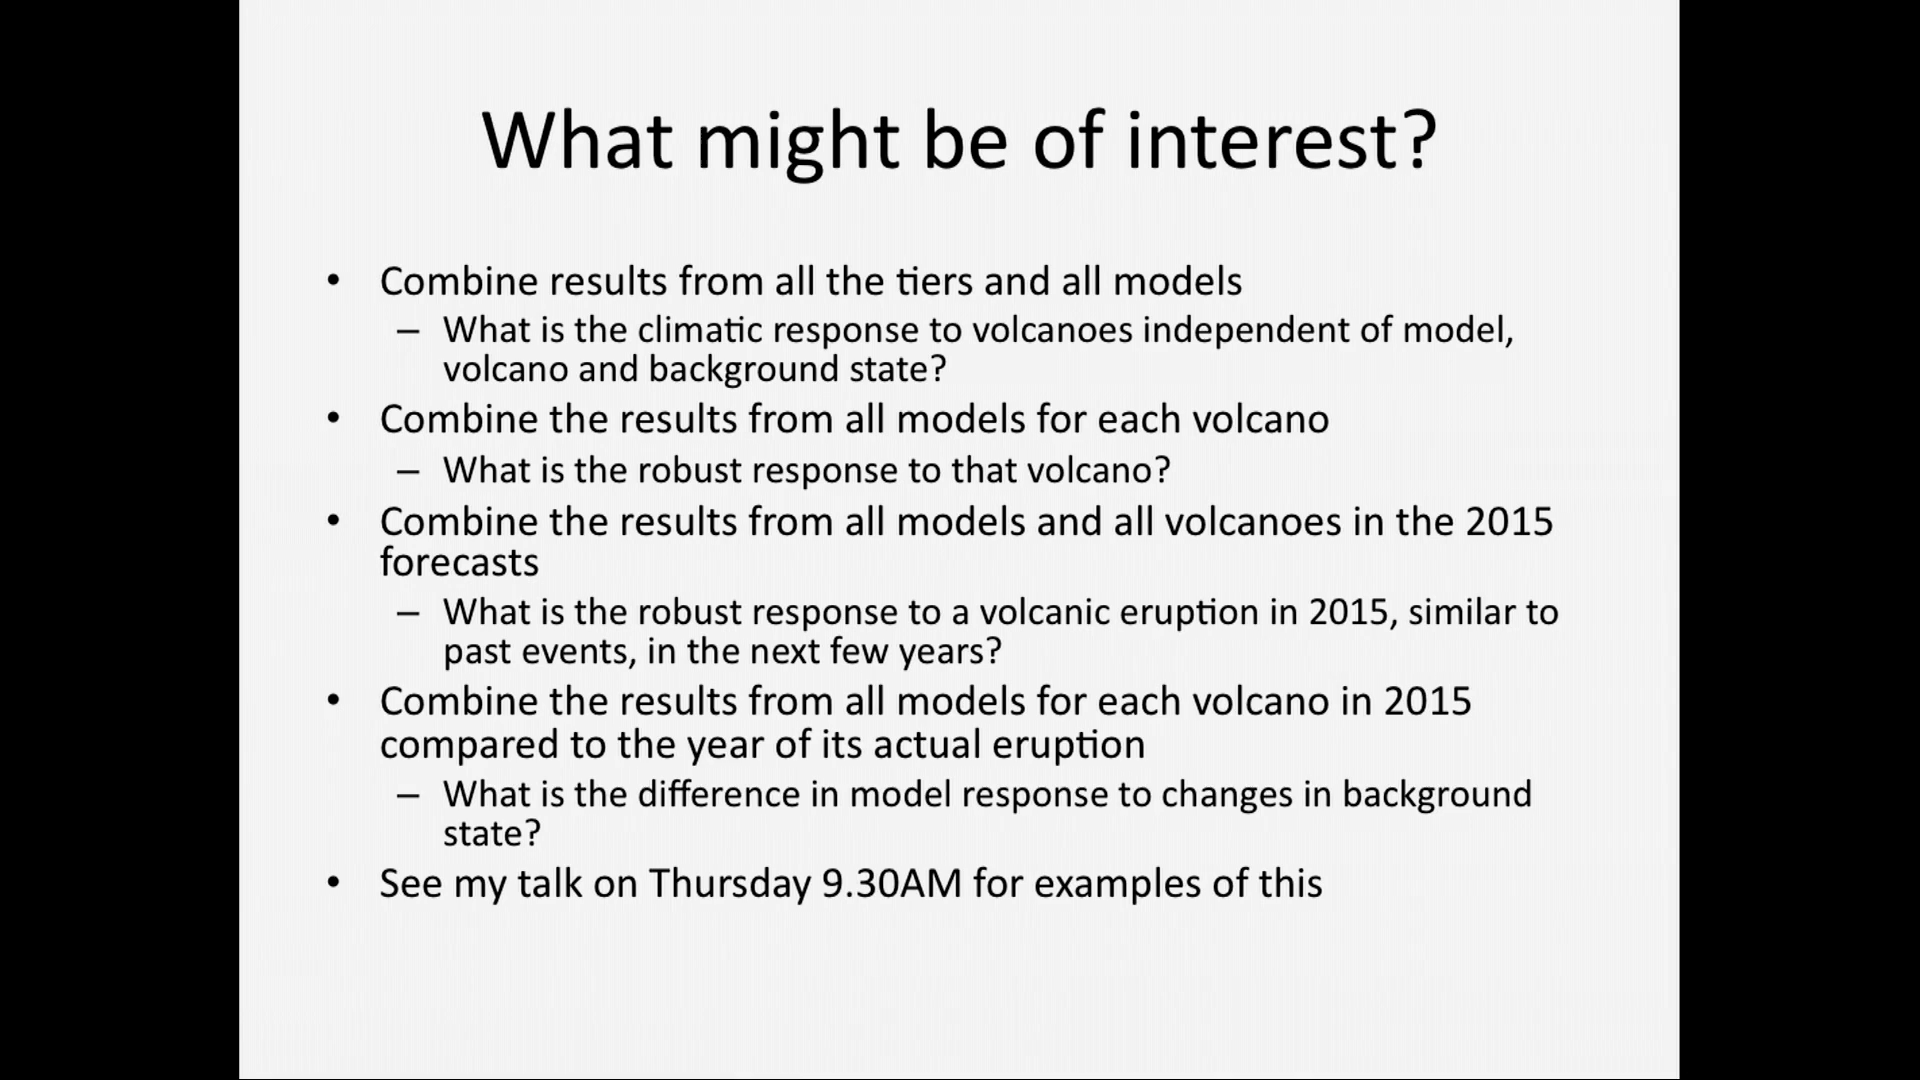 What might be of interest?
• Combine results from all the tiers and all models
– What is the climatic response to volcanoes independent of model,
volcano and background state?
• Combine the results from all models for each volcano
– What is the robust response to that volcano?
• Combine the results from all models and all volcanoes in the 2015
forecasts
– What is the robust response to a volcanic eruption in 2015, similar to
past events, in the next few years?
• Combine the results from all models for each volcano in 2015
compared to the year of its actual eruption
– What is the difference in model response to changes in background
state?
• See my talk on Thursday 9.30AM for examples of this